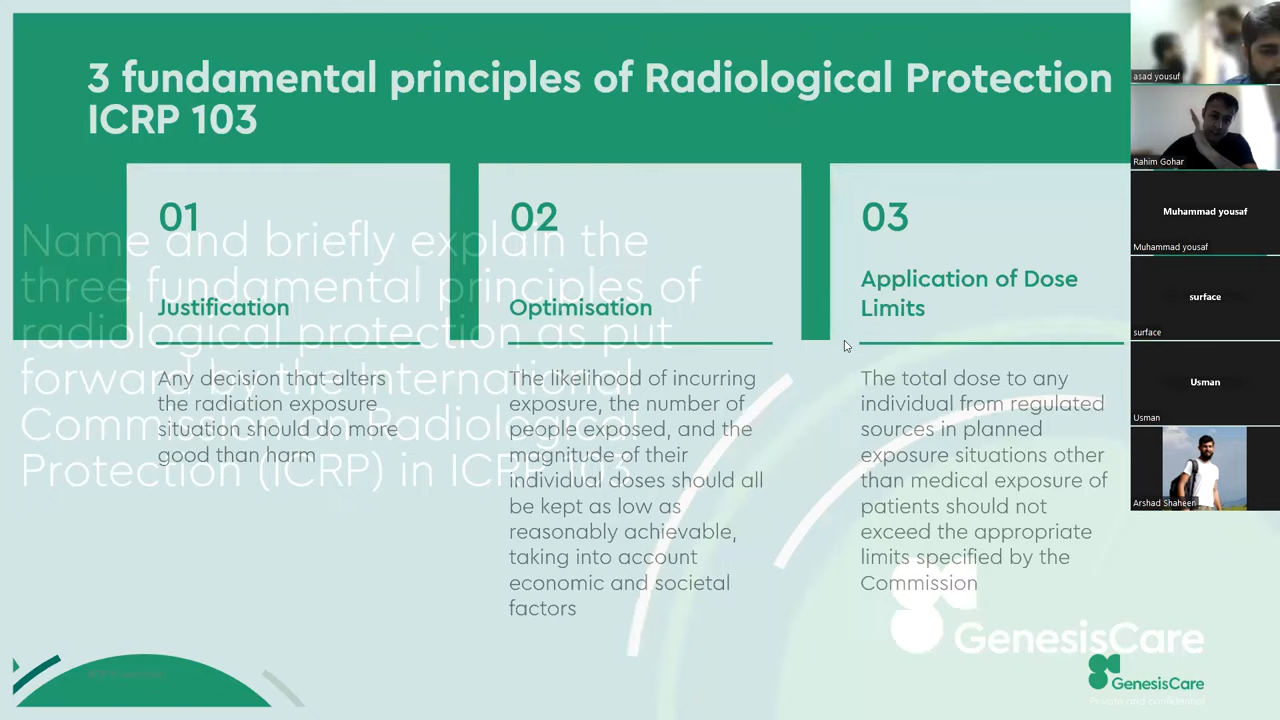 3 fundamental principles of Radiological Protection
ICRP 103
01
Justification
Any decision that alters
the radiation exposure
situation should do more
good than harm
02
Optimisation
The likelihood of incurring
exposure, the number of
people exposed, and the
magnitude of their
individual doses should all
be kept as low as
reasonably achievable,
taking into account
economic and societal
factors
03
Application of Dose
Limits
The total dose to any
individual from regulated
sources in planned
exposure situations other
than medical exposure of
patients should not
exceed the appropriate
limits specified by the
Commission
Name and briefly explain the
three fundamental principles of
radiological protection as put
forward by the International
Commission on Radiological
Protection (ICRP) in ICRP 103
GenesisCare
GenesisCare
Private and confidential
asad yousuf
Rahim Gohar
Muhammad yousaf
Muhammad yousaf
surface
surface
Usman
Usman
Arshad Shaheen